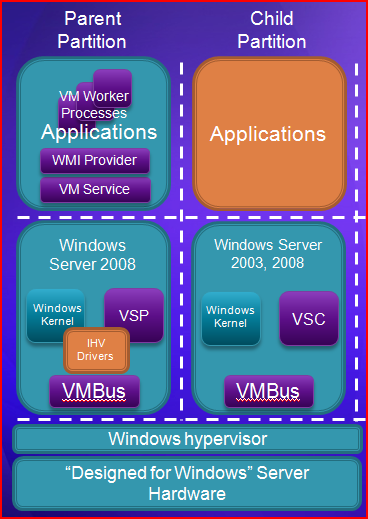 Parent
Partition
Child
Partition
VM Worker
Processes
Applications
WMI Provider
VM Service
Applications
Windows
Server 2008
Windows
Kernel
VSP
IHV
Drivers
VMBus
Windows Server
2003, 2008
Windows
Kernel
VSC
VMBus
Windows hypervisor
“Designed for Windows” Server
Hardware